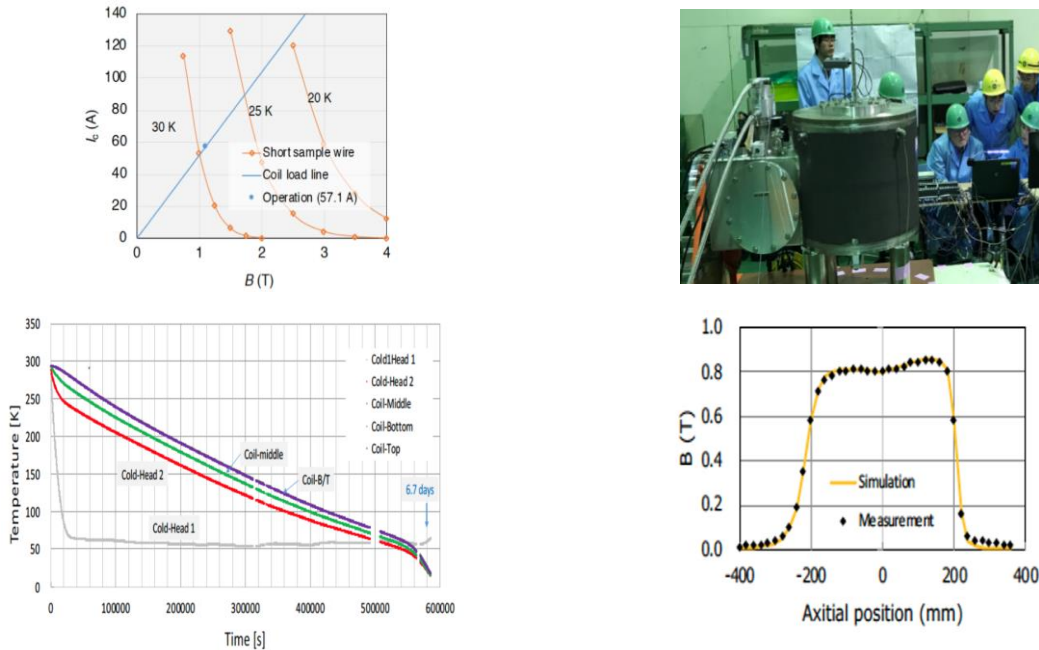 140
120
100
80
60
40
20
0
I_c (A)
30 K
25 K
20 K
Short sample wire
Coil load line
Operation (57.1 A)
0
1
2
3
4
B (T)
350
300
250
200
150
100
50
0
Temperature [K]
Cold1Head 1
Cold-Head 2
Coil-Middle
Coil-Bottom
Coil-Top
Coil-middle
Cold-Head 2
Coil-B/T
6.7 days
Cold-Head 1
0
100000
200000
300000
400000
500000
600000
Time [s]
1.0
0.8
0.6
0.4
0.2
0.0
B (T)
Simulation
Measurement
-400
-200
0
200
400
Axitial position (mm)